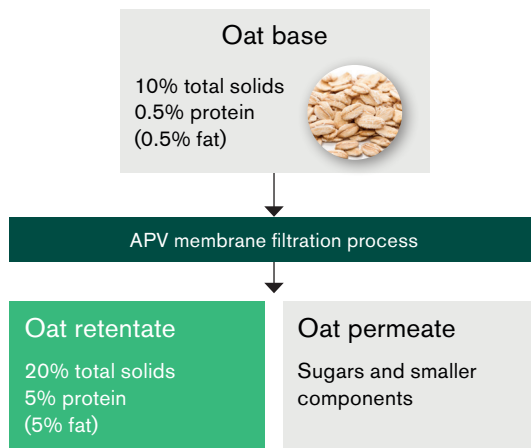 Oat base
10% total solids
0.5% protein
(0.5% fat)
APV membrane filtration process
Oat retentate
20% total solids
5% protein
(5% fat)
Oat permeate
Sugars and smaller
components